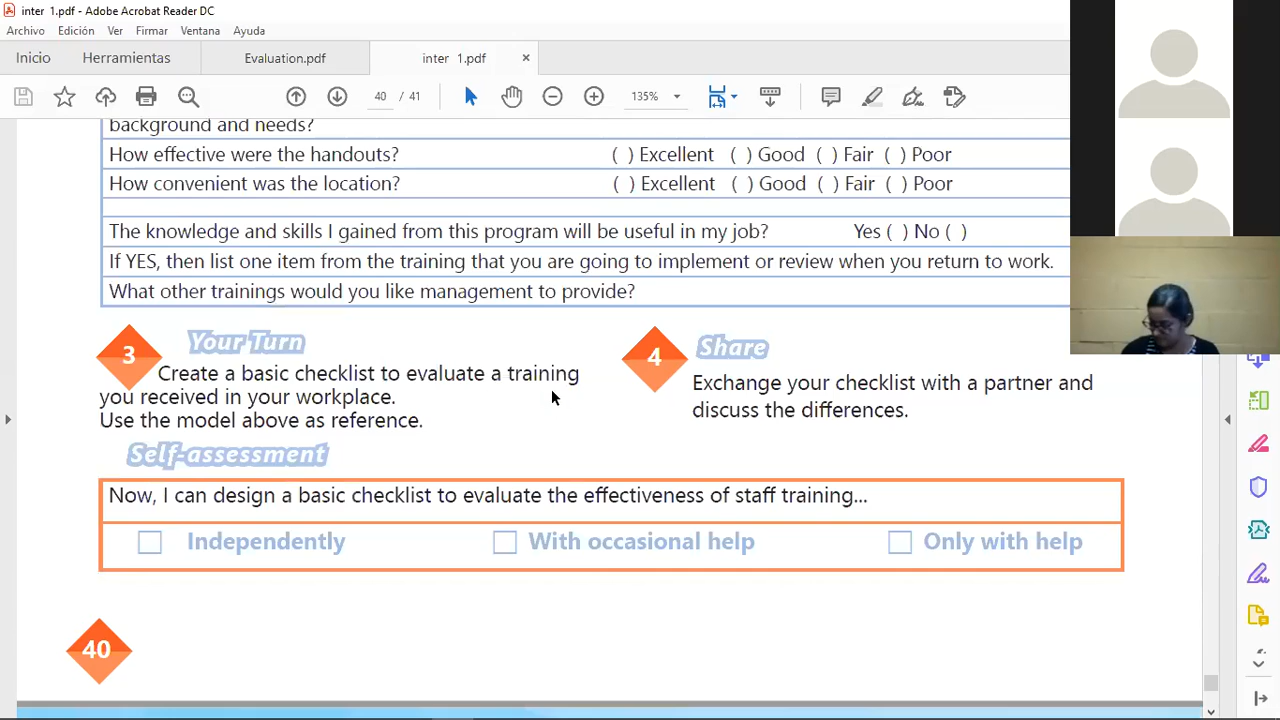 inter 1.pdf - Adobe Acrobat Reader DC
Archivo Edición Ver Firmar Ventana Ayuda
Inicio Herramientas Evaluation.pdf inter 1.pdf ×
40 / 41 135%
background and needs?
How effective were the handouts? ( ) Excellent ( ) Good ( ) Fair ( ) Poor
How convenient was the location? ( ) Excellent ( ) Good ( ) Fair ( ) Poor
The knowledge and skills I gained from this program will be useful in my job? Yes ( ) No ( )
If YES, then list one item from the training that you are going to implement or review when you return to work.
What other trainings would you like management to provide?
3 Your Turn
Create a basic checklist to evaluate a training
you received in your workplace.
Use the model above as reference.
4 Share
Exchange your checklist with a partner and
discuss the differences.
Self-assessment
Now, I can design a basic checklist to evaluate the effectiveness of staff training...
Independently With occasional help Only with help
40